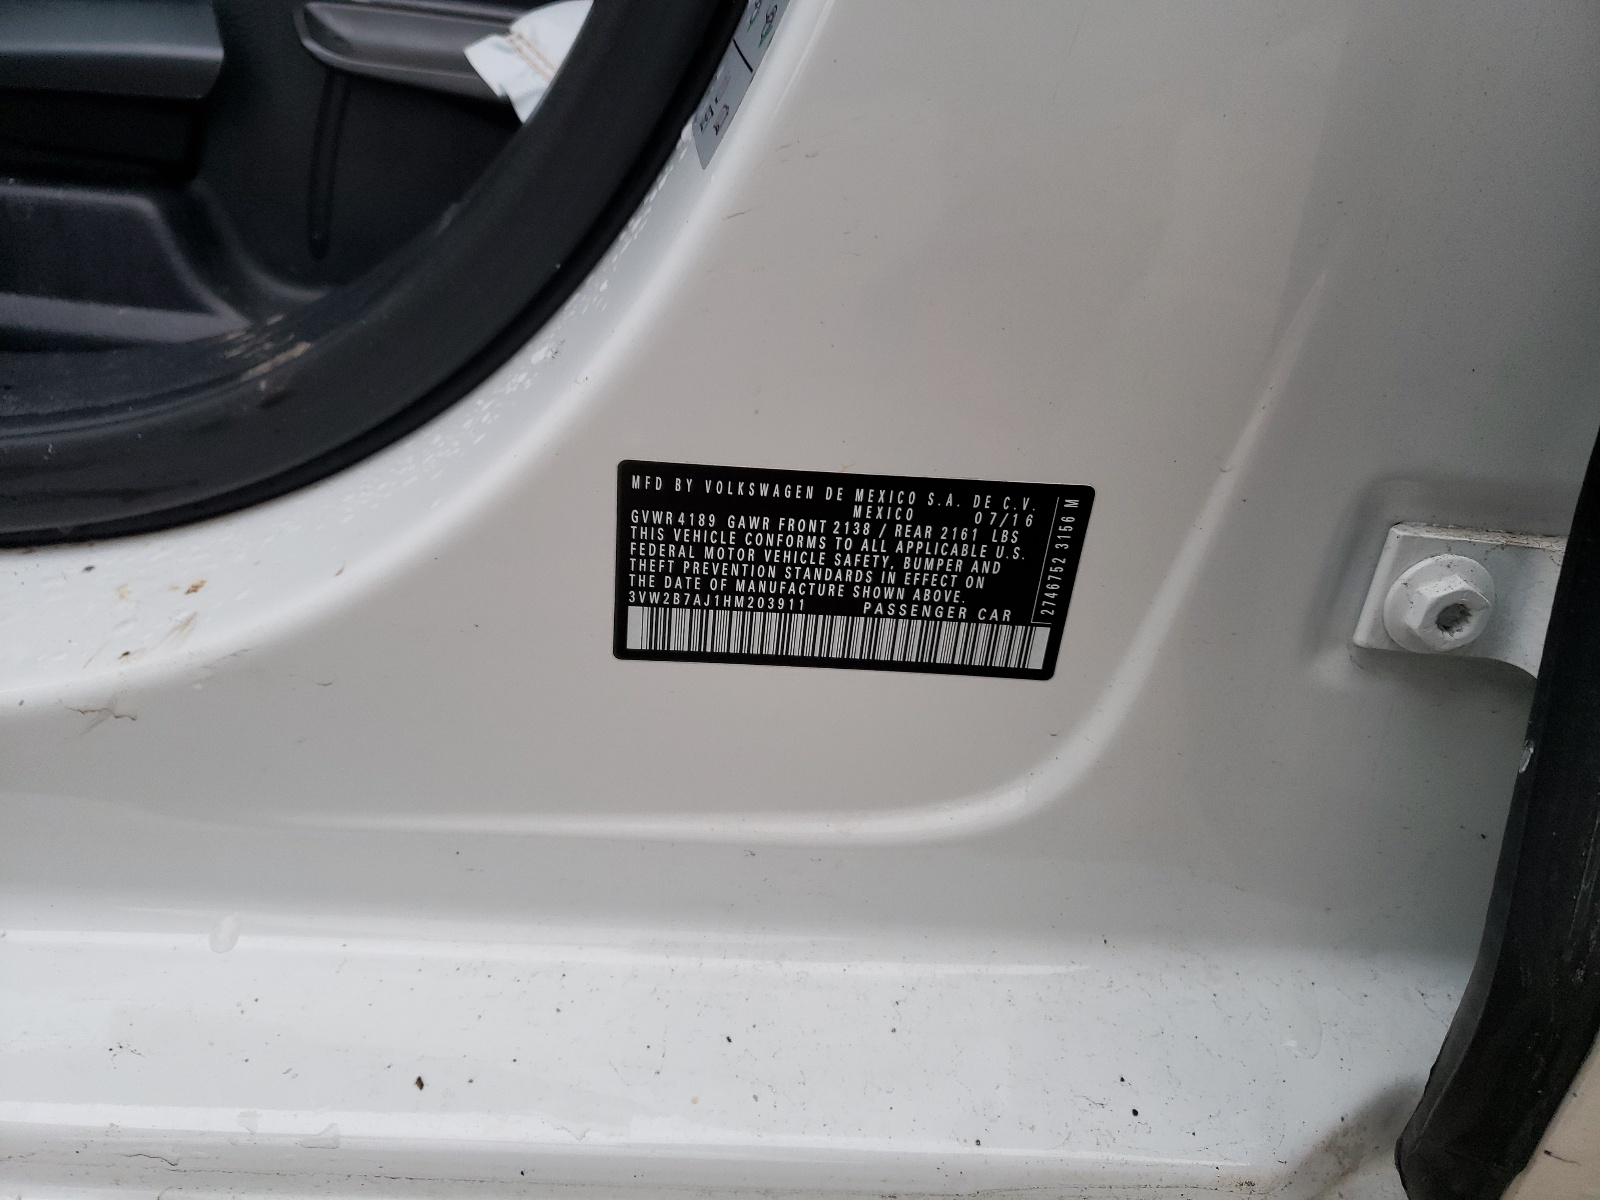 MFD BY VOLKSWAGEN DE MEXICO S.A. DE C.V.
MEXICO 07/16
GVWR 4189 GAWR FRONT 2138 / REAR 2161 LBS
THIS VEHICLE CONFORMS TO ALL APPLICABLE U.S.
FEDERAL MOTOR VEHICLE SAFETY, BUMPER AND
THEFT PREVENTION STANDARDS IN EFFECT ON
THE DATE OF MANUFACTURE SHOWN ABOVE.
3VW2B7AJ1HM203911 PASSENGER CAR
2746752 3156 M